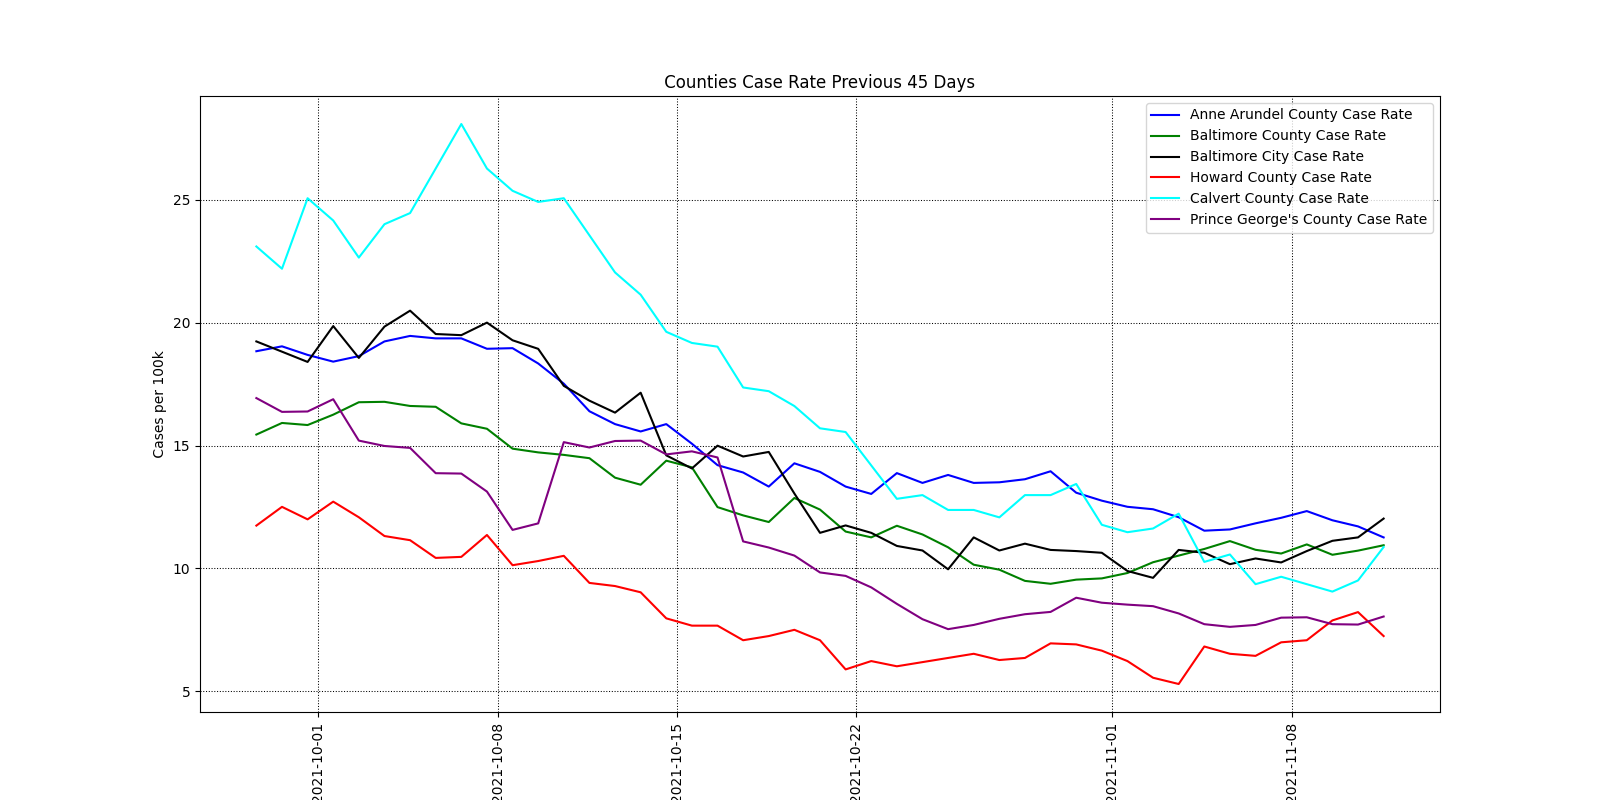 Counties Case Rate Previous 45 Days
Anne Arundel County Case Rate
Baltimore County Case Rate
Baltimore City Case Rate
Howard County Case Rate
Calvert County Case Rate
Prince George's County Case Rate
Cases per 100k
25
20
15
10
5
2021-10-01
2021-10-08
2021-10-15
2021-10-22
2021-11-01
2021-11-08